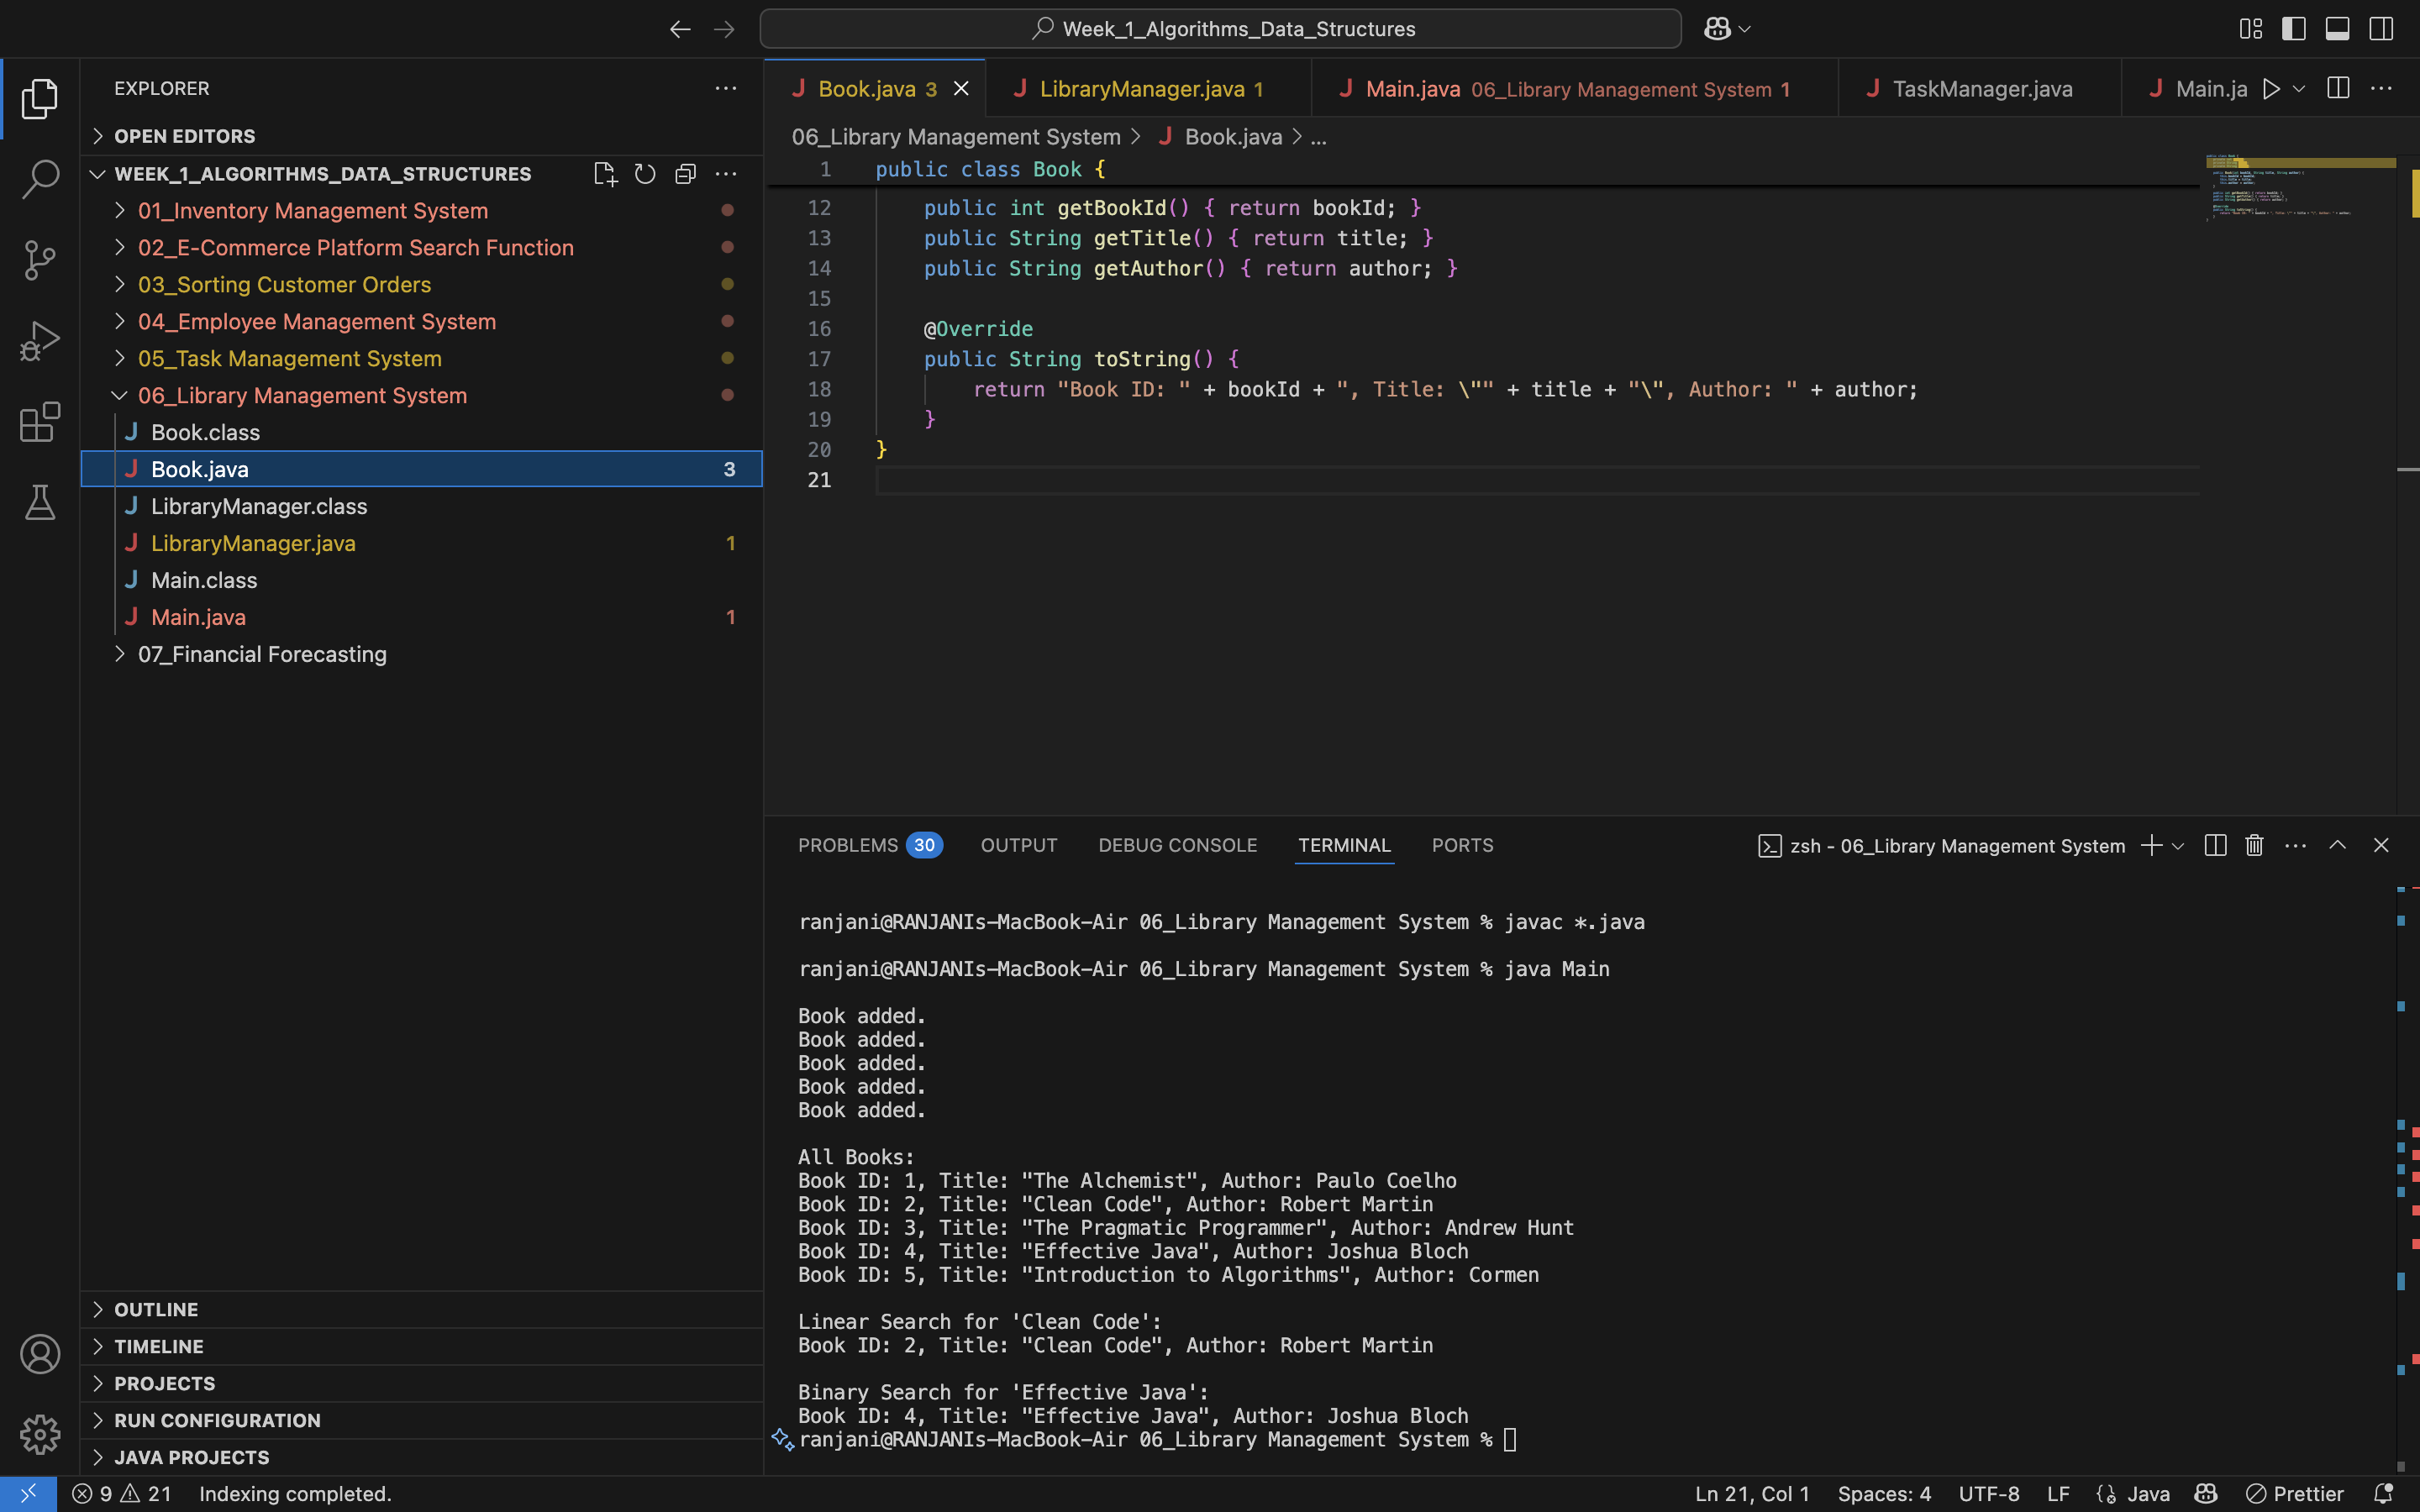 Week_1_Algorithms_Data_Structures
EXPLORER
OPEN EDITORS
WEEK_1_ALGORITHMS_DATA_STRUCTURES
01_Inventory Management System
02_E-Commerce Platform Search Function
03_Sorting Customer Orders
04_Employee Management System
05_Task Management System
06_Library Management System
J Book.class
J Book.java 3
J LibraryManager.class
J LibraryManager.java 1
J Main.class
J Main.java 1
07_Financial Forecasting
OUTLINE
TIMELINE
PROJECTS
RUN CONFIGURATION
JAVA PROJECTS
J Book.java 3 J LibraryManager.java 1 J Main.java 06_Library Management System 1 J TaskManager.java J Main.ja
06_Library Management System > J Book.java > ...
1 public class Book {
12 public int getBookId() { return bookId; }
13 public String getTitle() { return title; }
14 public String getAuthor() { return author; }
15
16 @Override
17 public String toString() {
18 return "Book ID: " + bookId + ", Title: \"" + title + "\", Author: " + author;
19 }
20 }
21
PROBLEMS 30 OUTPUT DEBUG CONSOLE TERMINAL PORTS zsh - 06_Library Management System
ranjani@RANJANIs-MacBook-Air 06_Library Management System % javac *.java
ranjani@RANJANIs-MacBook-Air 06_Library Management System % java Main
Book added.
Book added.
Book added.
Book added.
Book added.
All Books:
Book ID: 1, Title: "The Alchemist", Author: Paulo Coelho
Book ID: 2, Title: "Clean Code", Author: Robert Martin
Book ID: 3, Title: "The Pragmatic Programmer", Author: Andrew Hunt
Book ID: 4, Title: "Effective Java", Author: Joshua Bloch
Book ID: 5, Title: "Introduction to Algorithms", Author: Cormen
Linear Search for 'Clean Code':
Book ID: 2, Title: "Clean Code", Author: Robert Martin
Binary Search for 'Effective Java':
Book ID: 4, Title: "Effective Java", Author: Joshua Bloch
ranjani@RANJANIs-MacBook-Air 06_Library Management System %
9 21 Indexing completed. Ln 21, Col 1 Spaces: 4 UTF-8 LF Java Prettier